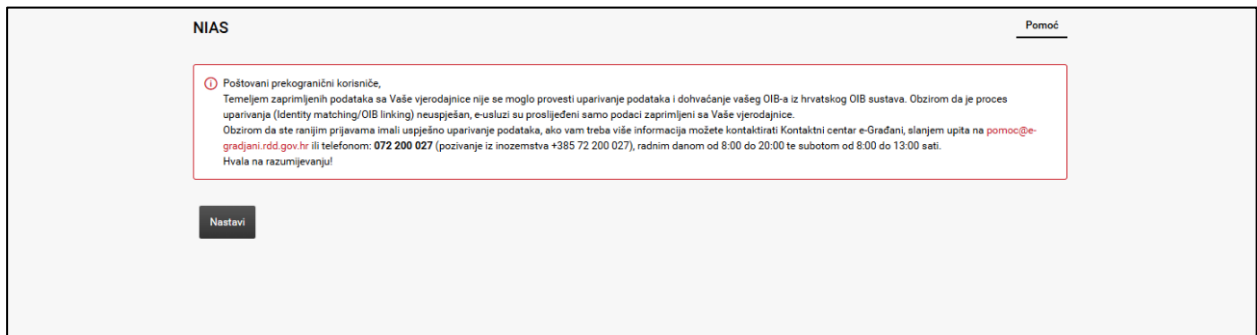 NIAS
Pomoć
Poštovani prekogranični korisniče,
Temeljem zaprimljenih podataka sa Vaše vjerodajnice nije se moglo provesti uparivanje podataka i dohvaćanje vašeg OIB-a iz hrvatskog OIB sustava. Obzirom da je proces
uparivanja (Identity matching/OIB linking) neuspješan, e-usluzi su proslijeđeni samo podaci zaprimljeni sa Vaše vjerodajnice.
Obzirom da ste ranijim prijavama imali uspješno uparivanje podataka, ako vam treba više informacija možete kontaktirati Kontaktni centar e-Građani, slanjem upita na pomoc@e-
gradjani.rdd.gov.hr ili telefonom: 072 200 027 (pozivanje iz inozemstva +385 72 200 027), radnim danom od 8:00 do 20:00 te subotom od 8:00 do 13:00 sati.
Hvala na razumijevanju!
Nastavi